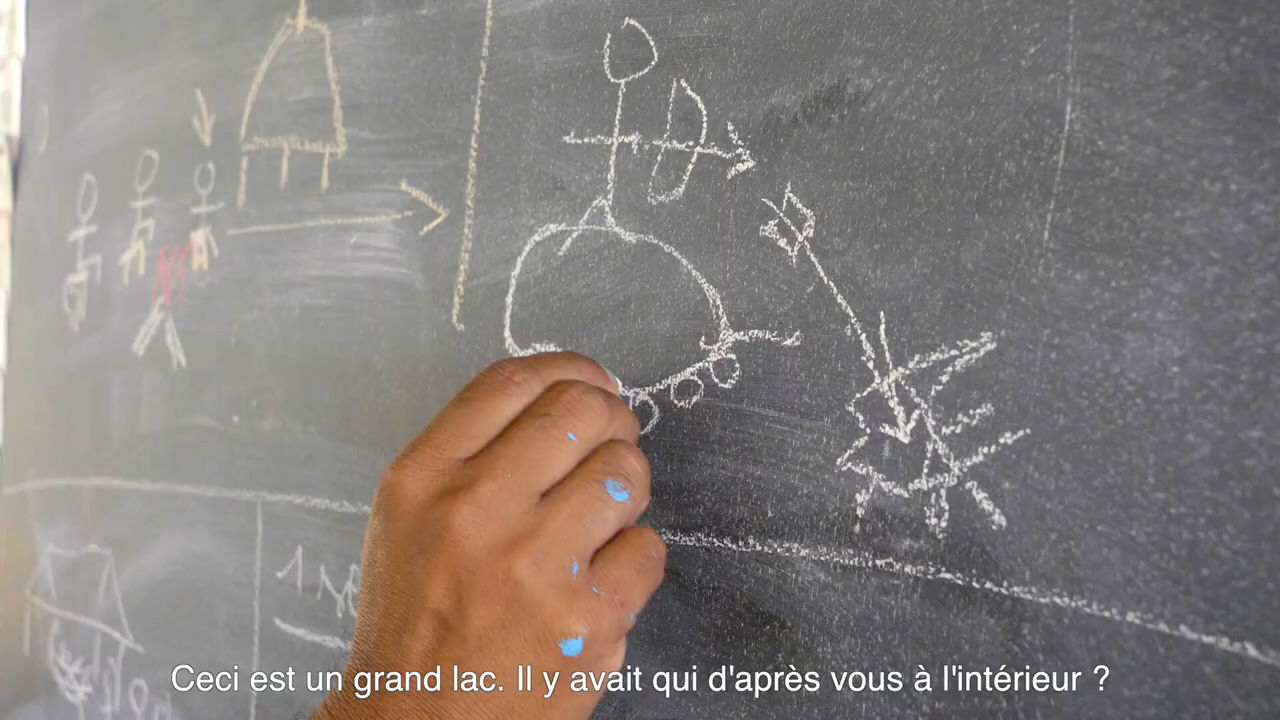 Ceci est un grand lac. Il y avait qui d'après vous à l'intérieur ?